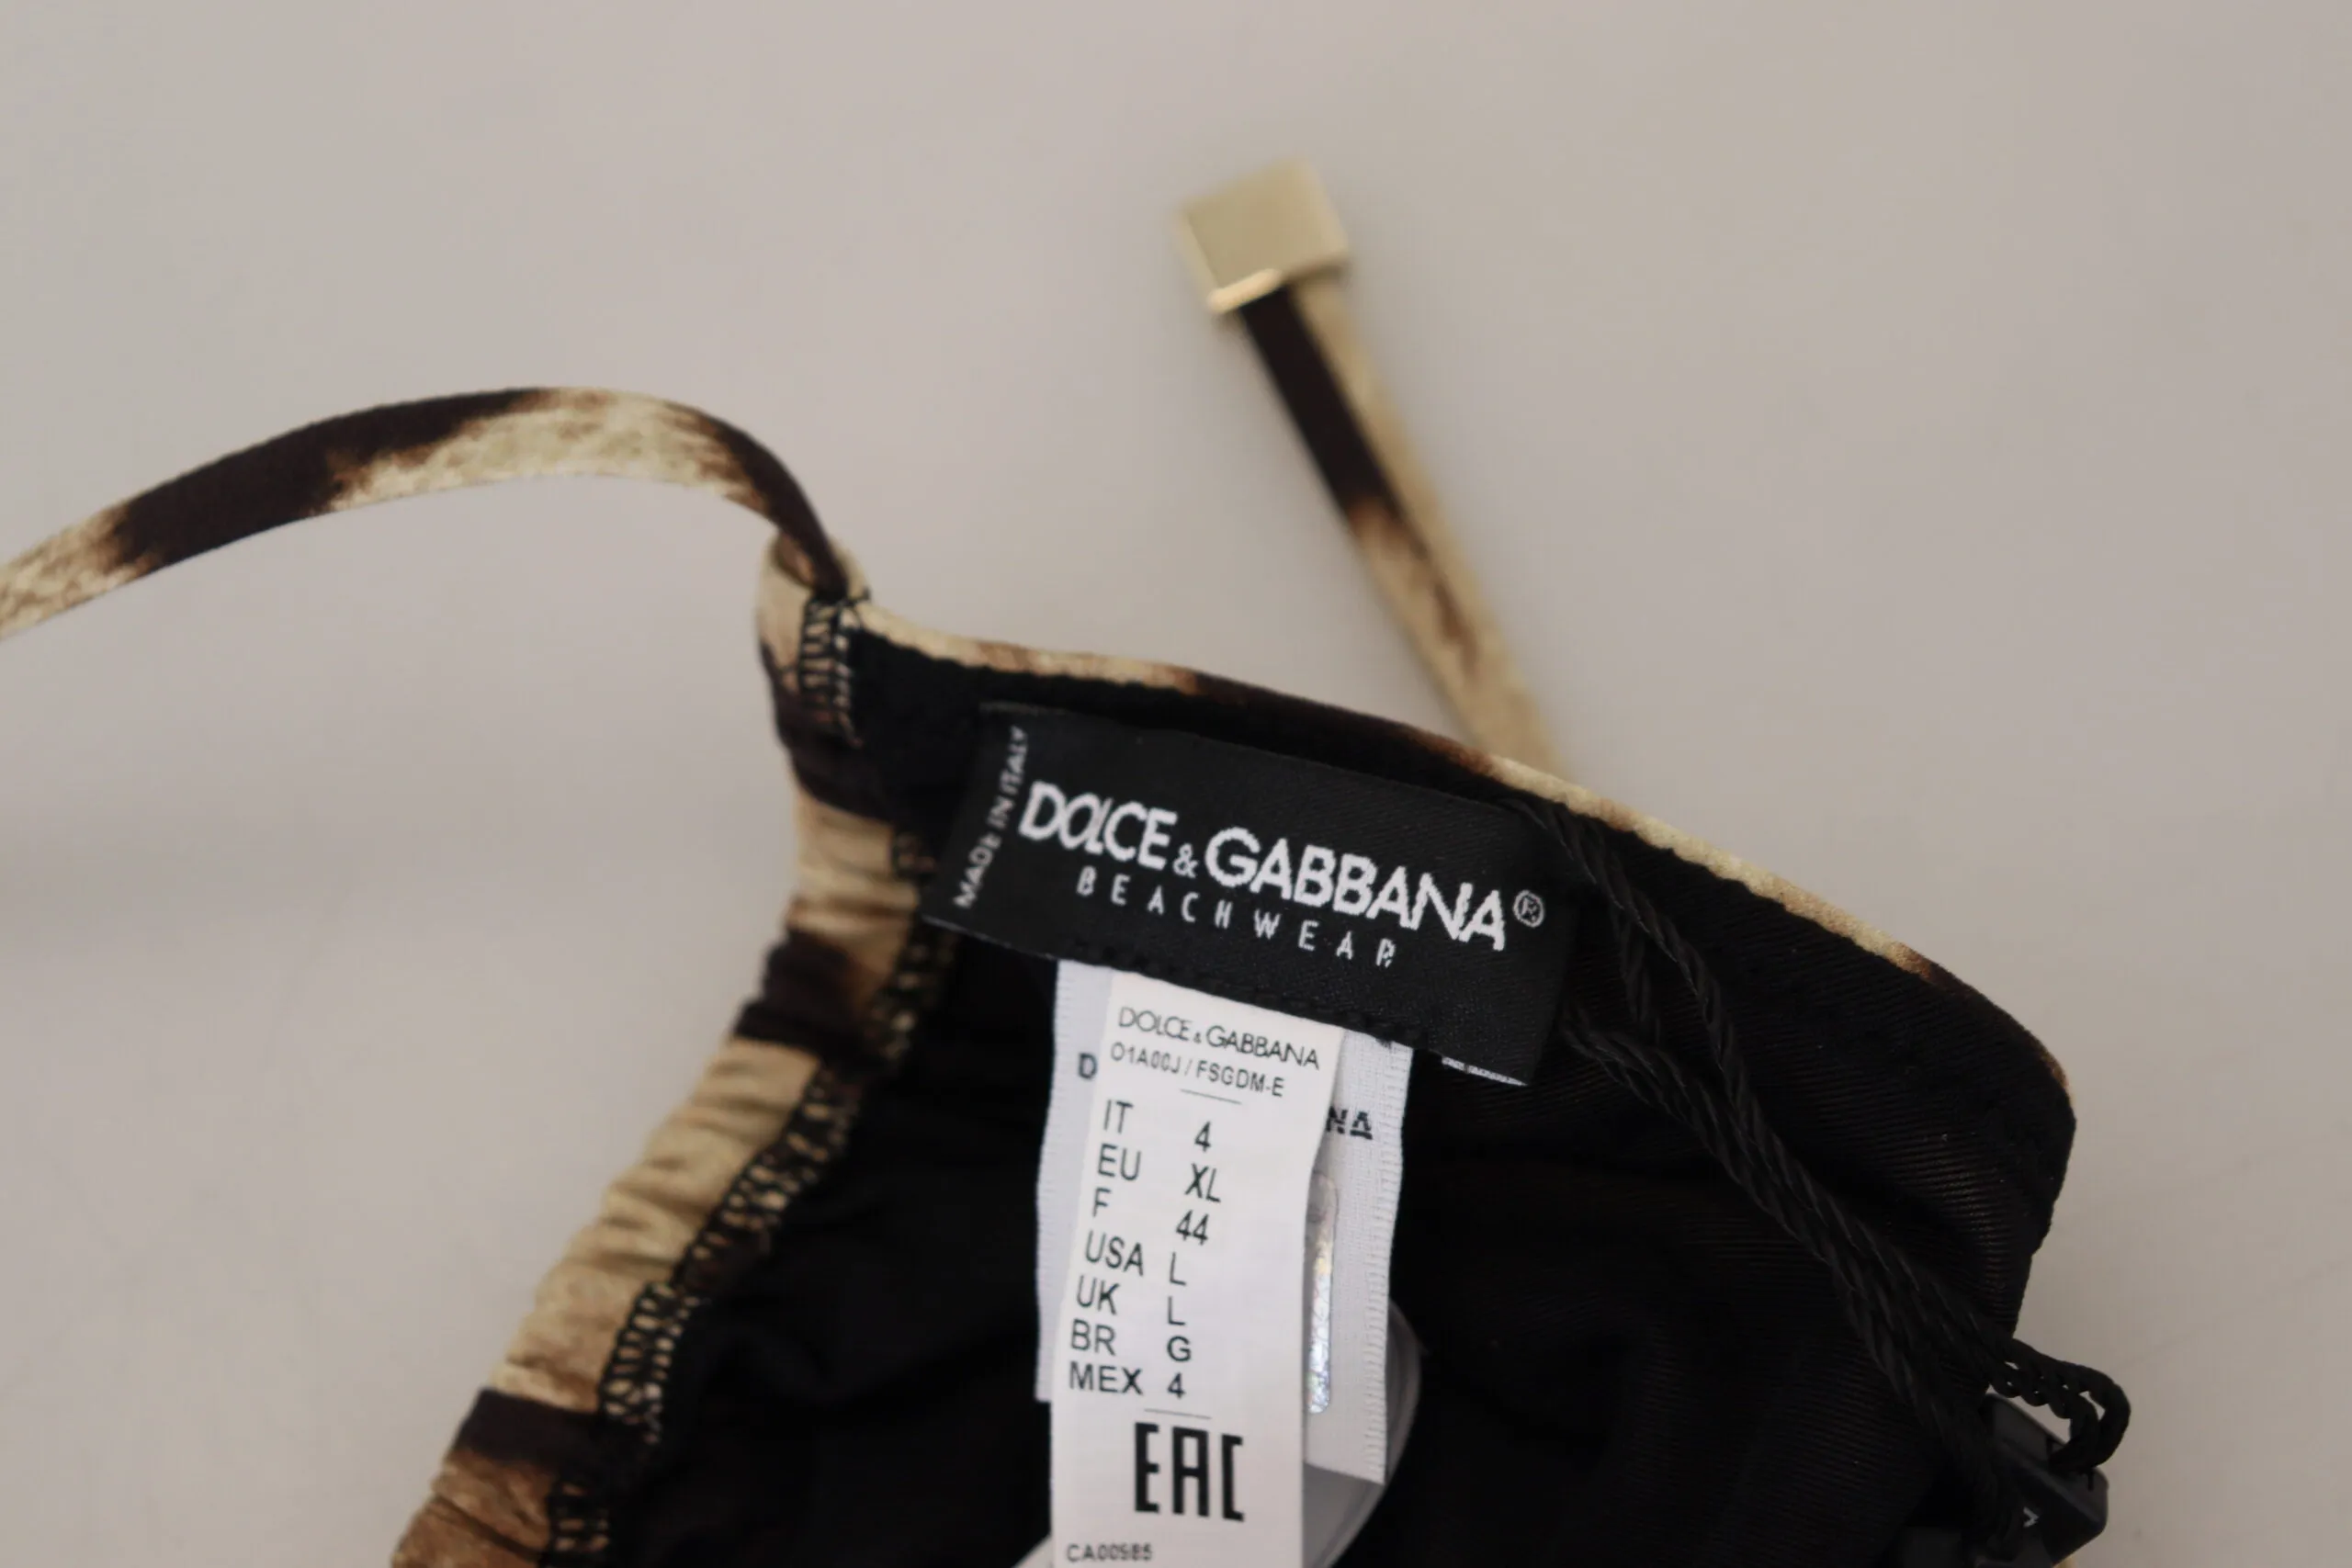 MADE IN ITALY
DOLCE & GABBANA®
BEACHWEAR
DOLCE & GABBANA
O1A00J / FSGDM-E
IT 4
EU XL
F 44
USA L
UK L
BR G
MEX 4
EAC
CA00585
D
NA